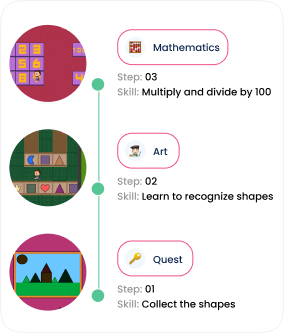 Mathematics
Step: 03
Skill: Multiply and divide by 100
Art
Step: 02
Skill: Learn to recognize shapes
Quest
Step: 01
Skill: Collect the shapes